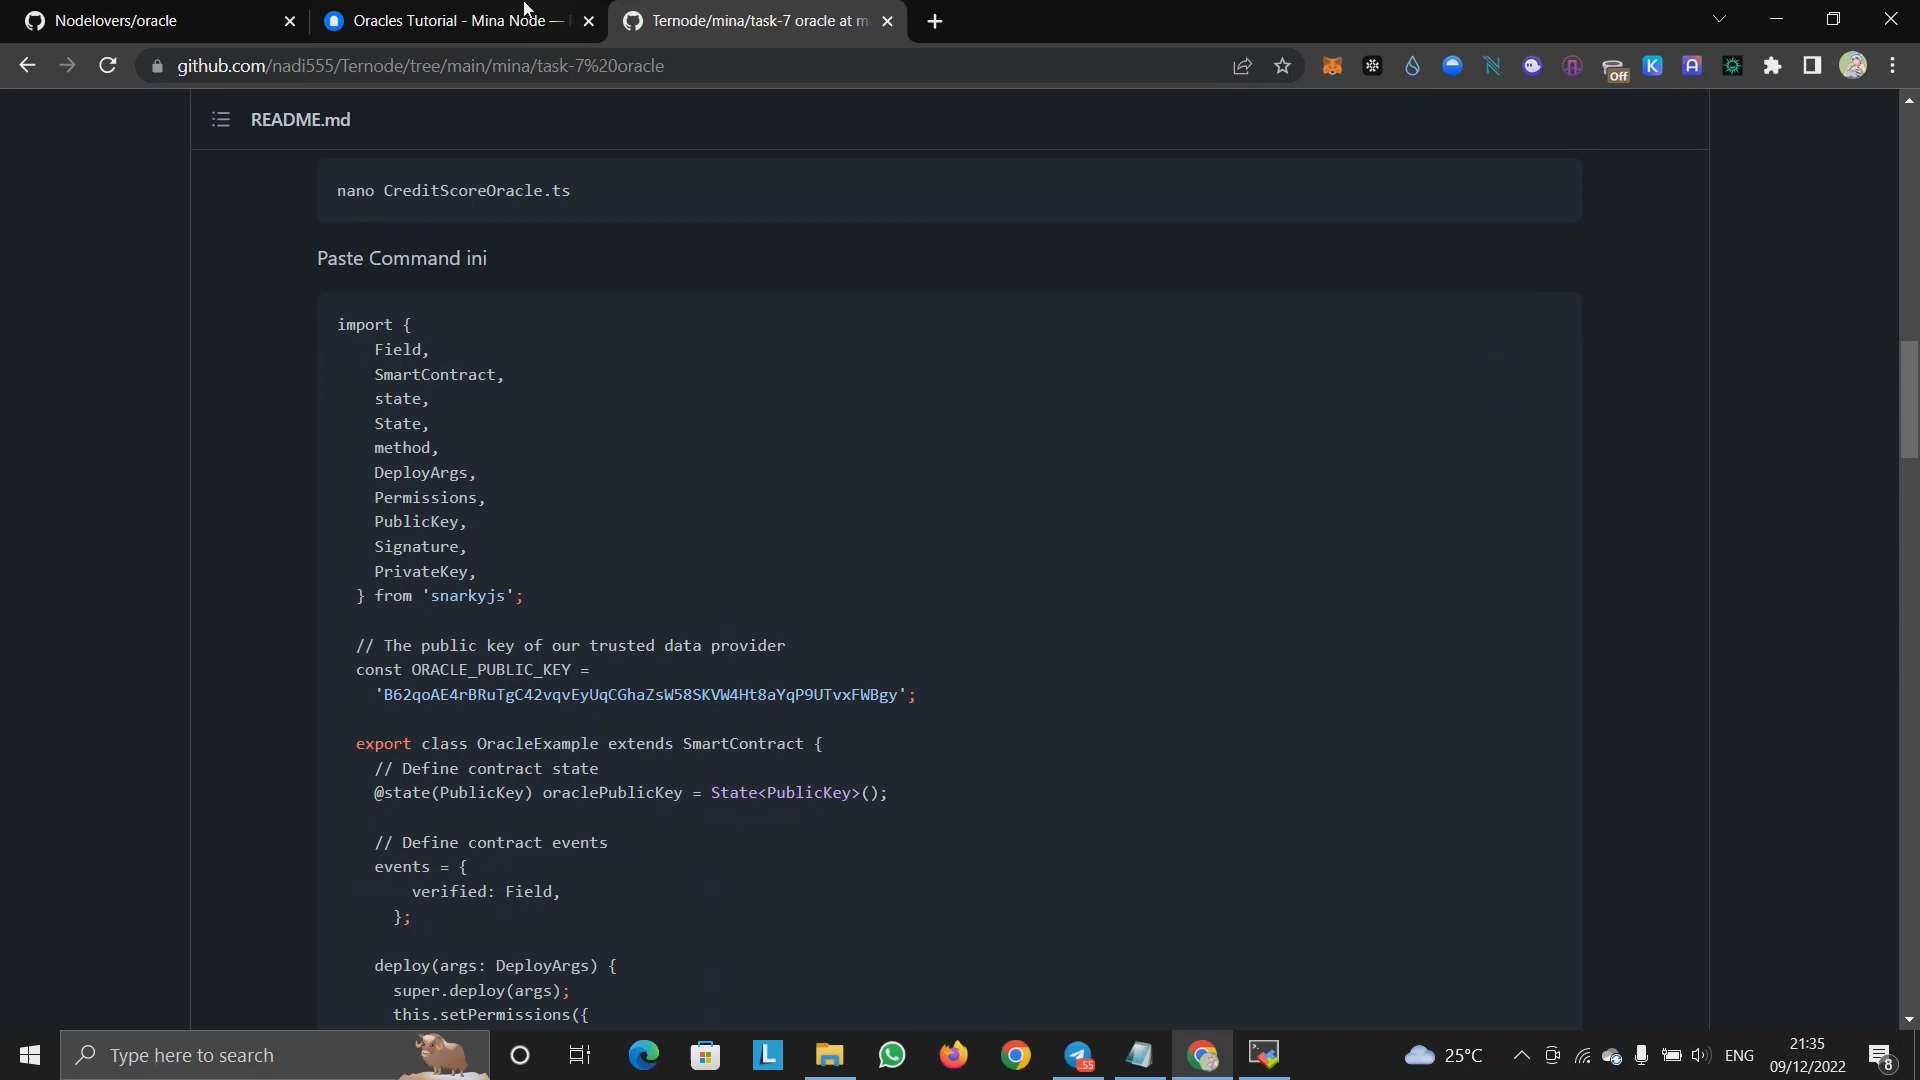 Nodelovers/oracle
Oracles Tutorial - Mina Node —
Ternode/mina/task-7 oracle at m
github.com/nadi555/Ternode/tree/main/mina/task-7%20oracle
Off
README.md
nano CreditScoreOracle.ts
Paste Command ini
import {
Field,
SmartContract,
state,
State,
method,
DeployArgs,
Permissions,
PublicKey,
Signature,
PrivateKey,
} from 'snarkyjs';
// The public key of our trusted data provider
const ORACLE_PUBLIC_KEY =
'B62qoAE4rBRuTgC42vqvEyUqCGhaZsW58SKVW4Ht8aYqP9UTvxFWBgy';
export class OracleExample extends SmartContract {
// Define contract state
@state(PublicKey) oraclePublicKey = State<PublicKey>();
// Define contract events
events = {
verified: Field,
};
deploy(args: DeployArgs) {
super.deploy(args);
this.setPermissions({
Type here to search
55
25°C
ENG
21:35
09/12/2022
8